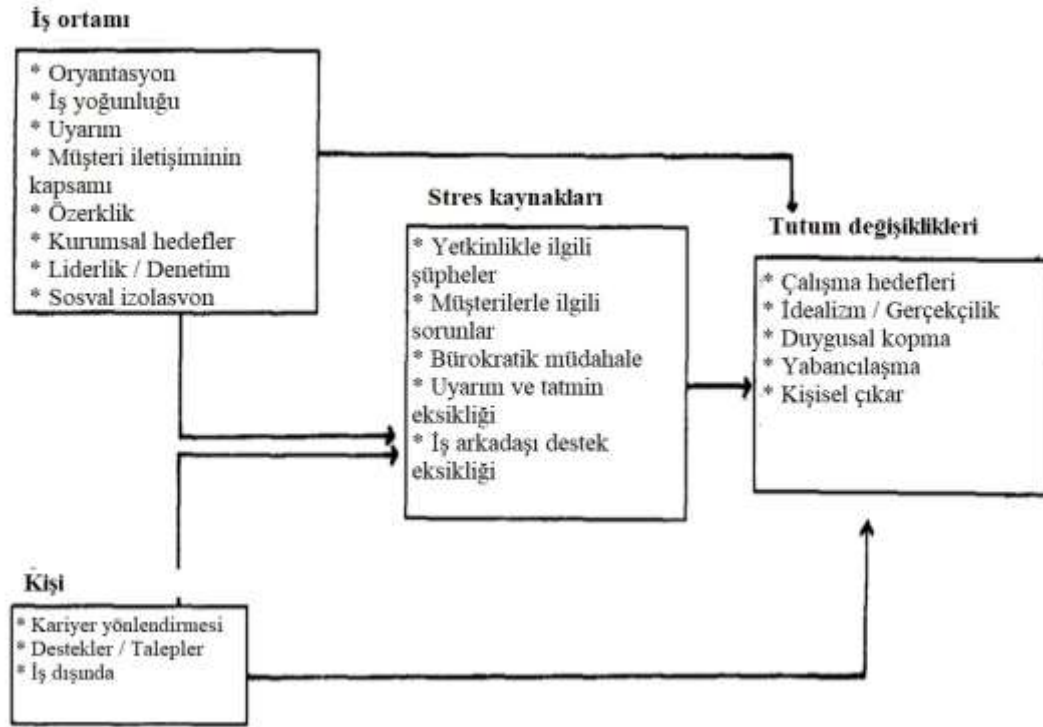 İş ortamı
* Oryantasyon
* İş yoğunluğu
* Uyarım
* Müşteri iletişiminin
kapsamı
* Özerklik
* Kurumsal hedefler
* Liderlik / Denetim
* Sosval izolasvon
Stres kaynakları
* Yetkinlikle ilgili
şüpheler
* Müşterilerle ilgili
sorunlar
* Bürokratik müdahale
* Uyarım ve tatmin
eksikliği
* İş arkadaşı destek
eksikliği
Tutum değişiklikleri
* Çalışma hedefleri
* İdealizm / Gerçekçilik
* Duygusal kopma
* Yabancılaşma
* Kişisel çıkar
Kişi
* Kariyer yönlendirmesi
* Destekler / Talepler
* İş dışında